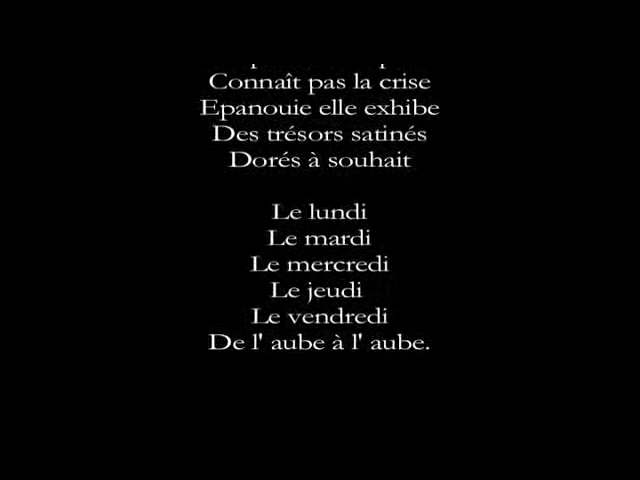 Connaît pas la crise
Epanouie elle exhibe
Des trésors satinés
Dorés à souhait
Le lundi
Le mardi
Le mercredi
Le jeudi
Le vendredi
De l' aube à l' aube.